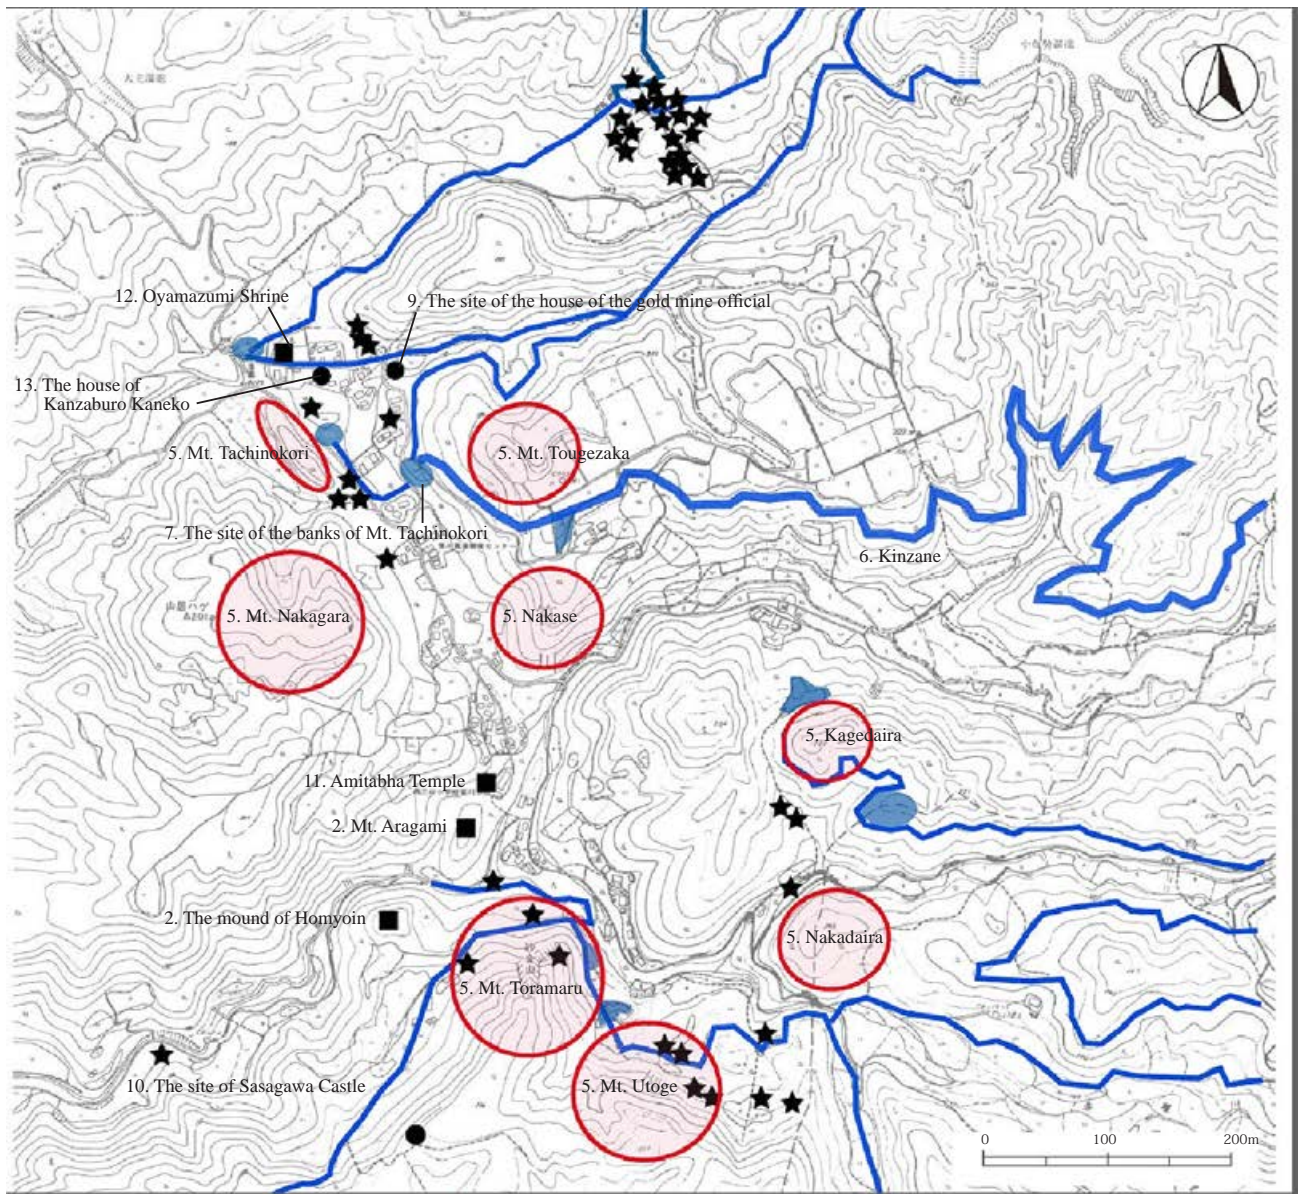 12. Oyamazumi Shrine
9. The site of the house of the gold mine official
13. The house of
Kanzaburo Kaneko
5. Mt. Tachinokori
5. Mt. Tougezaka
7. The site of the banks of Mt. Tachinokori
6. Kinzane
5. Mt. Nakagara
5. Nakase
5. Kagedaira
11. Amitabha Temple
2. Mt. Aragami
2. The mound of Homyoin
5. Nakadaira
5. Mt. Toramaru
10. The site of Sasagawa Castle
5. Mt. Utoge
0 100 200m